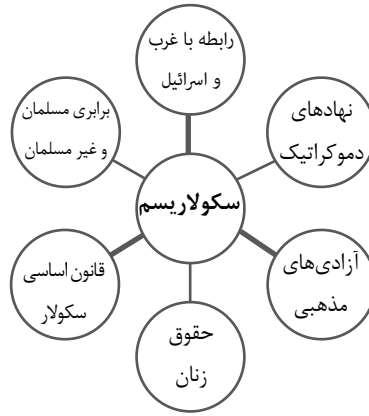 رابطه با غرب
و اسرائیل
نهادهای
دموکراتیک
آزادی‌های
مذهبی
حقوق
زنان
قانون اساسی
سکولار
برابری مسلمان
و غیر مسلمان
سکولاریسم